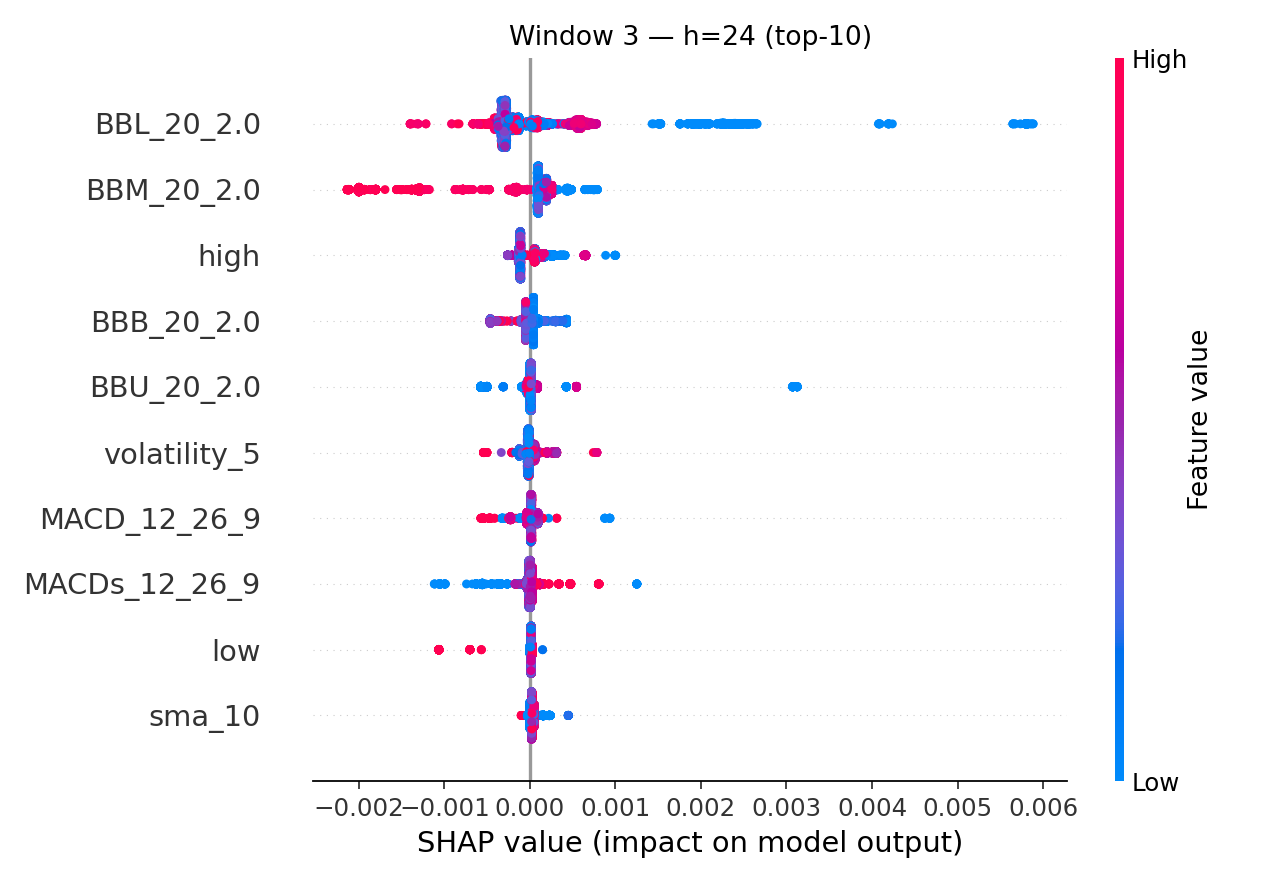 Window 3 — h=24 (top-10)
High
BBL_20_2.0
BBM_20_2.0
high
BBB_20_2.0
BBU_20_2.0
volatility_5
MACD_12_26_9
MACDs_12_26_9
low
sma_10
Feature value
Low
−0.002 −0.001 0.000 0.001 0.002 0.003 0.004 0.005 0.006
SHAP value (impact on model output)